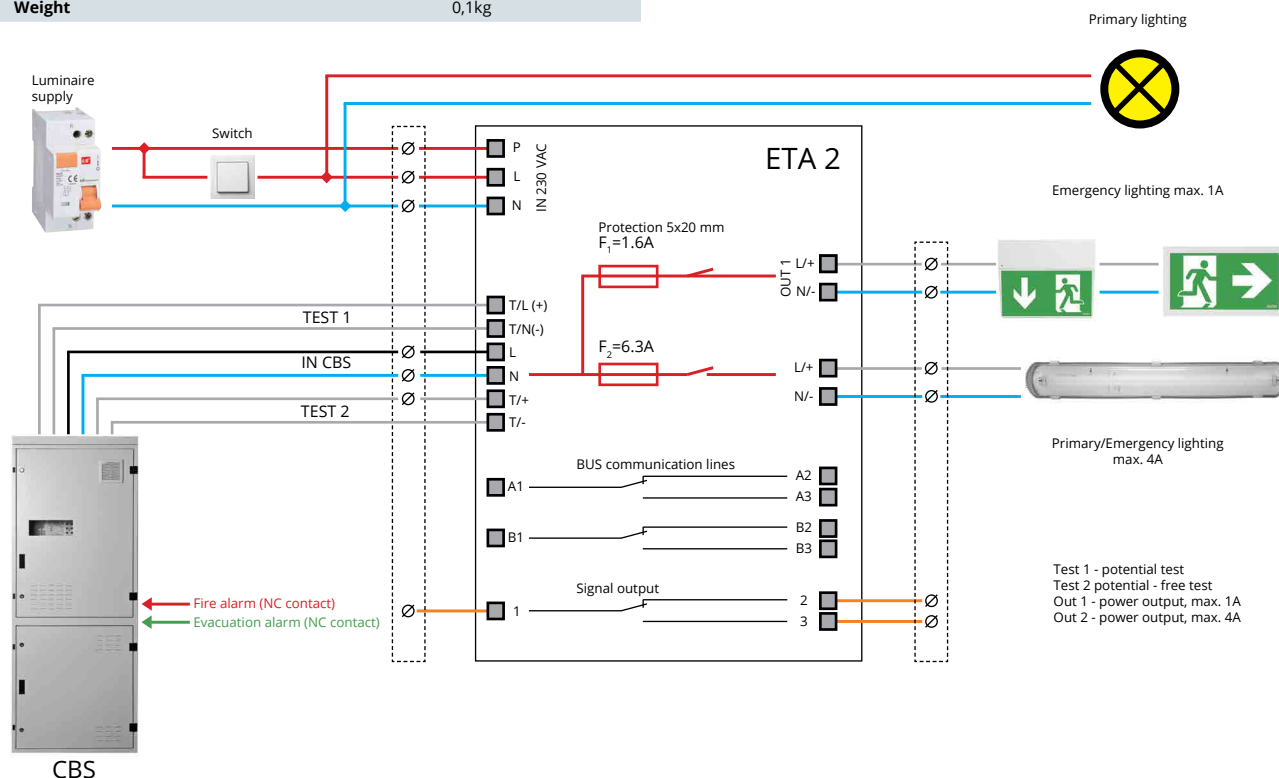 Weight 0,1kg
Primary lighting
Luminaire
supply
Switch
ETA 2
P
L
N
IN 230 VAC
Emergency lighting max. 1A
Protection 5x20 mm
F1=1.6A
OUT 1
L/+
N/-
T/L (+)
TEST 1
T/N(-)
L
IN CBS
N
T/+
TEST 2
T/-
F2=6.3A
L/+
N/-
Primary/Emergency lighting
max. 4A
BUS communication lines
A1
A2
A3
B1
B2
B3
Signal output
1
2
3
Test 1 - potential test
Test 2 potential - free test
Out 1 - power output, max. 1A
Out 2 - power output, max. 4A
Fire alarm (NC contact)
Evacuation alarm (NC contact)
CBS